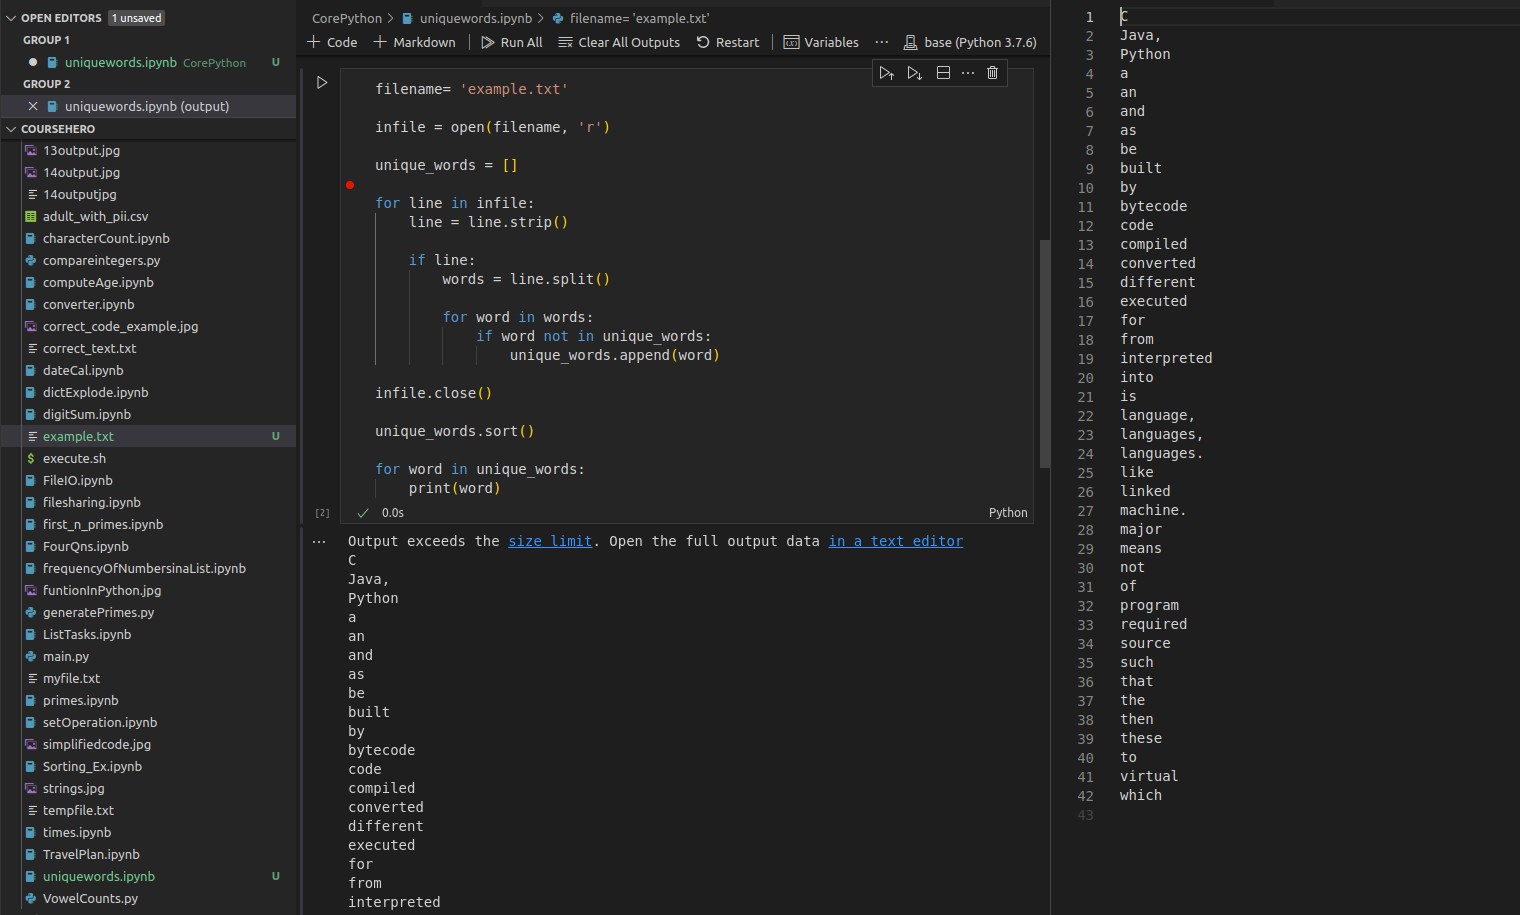 OPEN EDITORS 1 unsaved
GROUP 1
uniquewords.ipynb CorePython U
GROUP 2
uniquewords.ipynb (output)
COURSEHERO
13output.jpg
14output.jpg
14outputjpg
adult_with_pii.csv
characterCount.ipynb
compareintegers.py
computeAge.ipynb
converter.ipynb
correct_code_example.jpg
correct_text.txt
dateCal.ipynb
dictExplode.ipynb
digitSum.ipynb
example.txt U
execute.sh
FileIO.ipynb
filesharing.ipynb
first_n_primes.ipynb
FourQns.ipynb
frequencyOfNumbersinaList.ipynb
funtionInPython.jpg
generatePrimes.py
ListTasks.ipynb
main.py
myfile.txt
primes.ipynb
setOperation.ipynb
simplifiedcode.jpg
Sorting_Ex.ipynb
strings.jpg
tempfile.txt
times.ipynb
TravelPlan.ipynb
uniquewords.ipynb U
VowelCounts.py
CorePython > uniquewords.ipynb > filename= 'example.txt'
+ Code + Markdown | Run All Clear All Outputs Restart | Variables ... base (Python 3.7.6)
filename= 'example.txt'
infile = open(filename, 'r')
unique_words = []
for line in infile:
line = line.strip()
if line:
words = line.split()
for word in words:
if word not in unique_words:
unique_words.append(word)
infile.close()
unique_words.sort()
for word in unique_words:
print(word)
[2] 0.0s Python
... Output exceeds the size limit. Open the full output data in a text editor
C
Java,
Python
a
an
and
as
be
built
by
bytecode
code
compiled
converted
different
executed
for
from
interpreted
1 C
2 Java,
3 Python
4 a
5 an
6 and
7 as
8 be
9 built
10 by
11 bytecode
12 code
13 compiled
14 converted
15 different
16 executed
17 for
18 from
19 interpreted
20 into
21 is
22 language,
23 languages,
24 languages.
25 like
26 linked
27 machine.
28 major
29 means
30 not
31 of
32 program
33 required
34 source
35 such
36 that
37 the
38 then
39 these
40 to
41 virtual
42 which
43